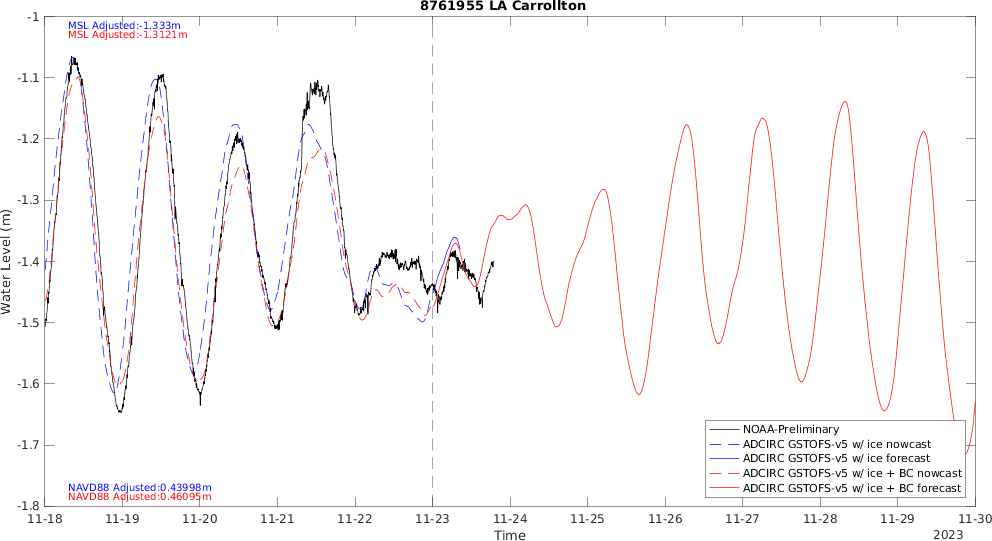 8761955 LA Carrollton
MSL Adjusted:-1.333m
MSL Adjusted:-1.3121m
-1
-1.1
-1.2
-1.3
-1.4
-1.5
-1.6
-1.7
-1.8
Water Level (m)
NOAA-Preliminary
ADCIRC GSTOFS-v5 w/ ice nowcast
ADCIRC GSTOFS-v5 w/ ice forecast
ADCIRC GSTOFS-v5 w/ ice + BC nowcast
ADCIRC GSTOFS-v5 w/ ice + BC forecast
NAVD88 Adjusted:0.43998m
NAVD88 Adjusted:0.46095m
11-18 11-19 11-20 11-21 11-22 11-23 11-24 11-25 11-26 11-27 11-28 11-29 11-30
Time
2023